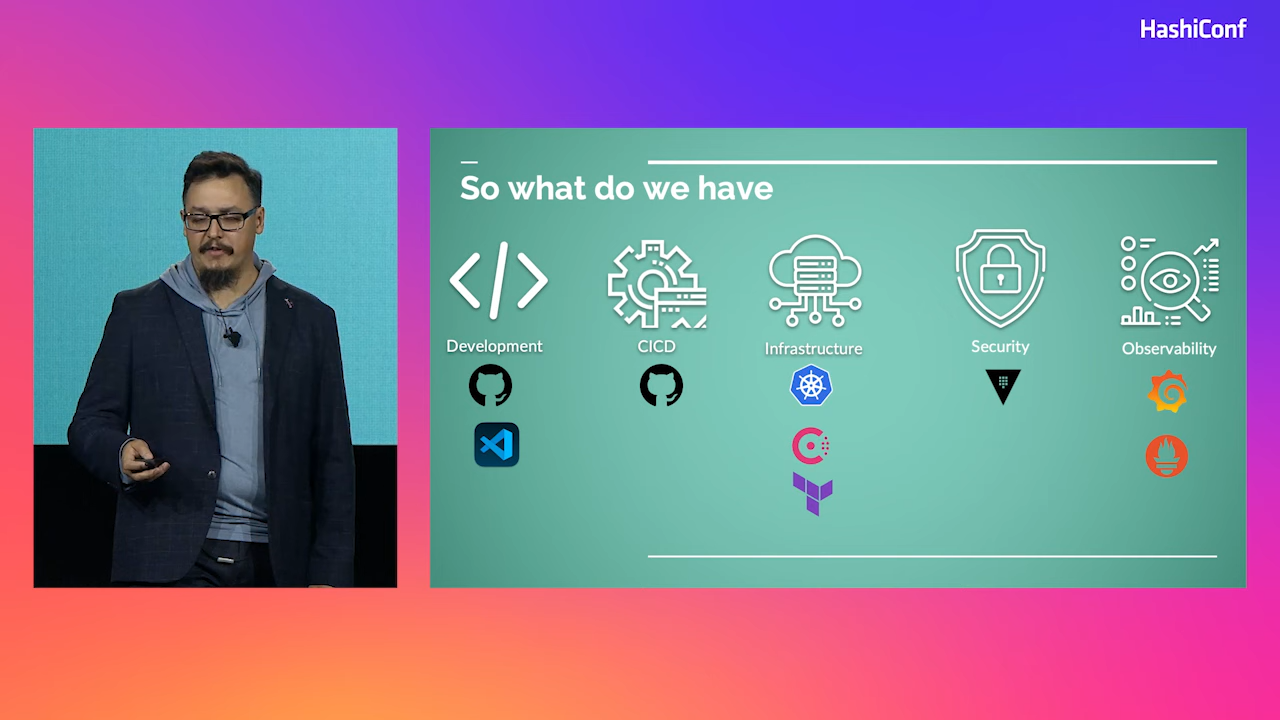 HashiConf
So what do we have
Development
CICD
Infrastructure
Security
Observability